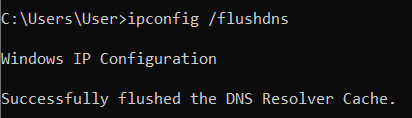 C:\Users\User>ipconfig /flushdns
Windows IP Configuration
Successfully flushed the DNS Resolver Cache.